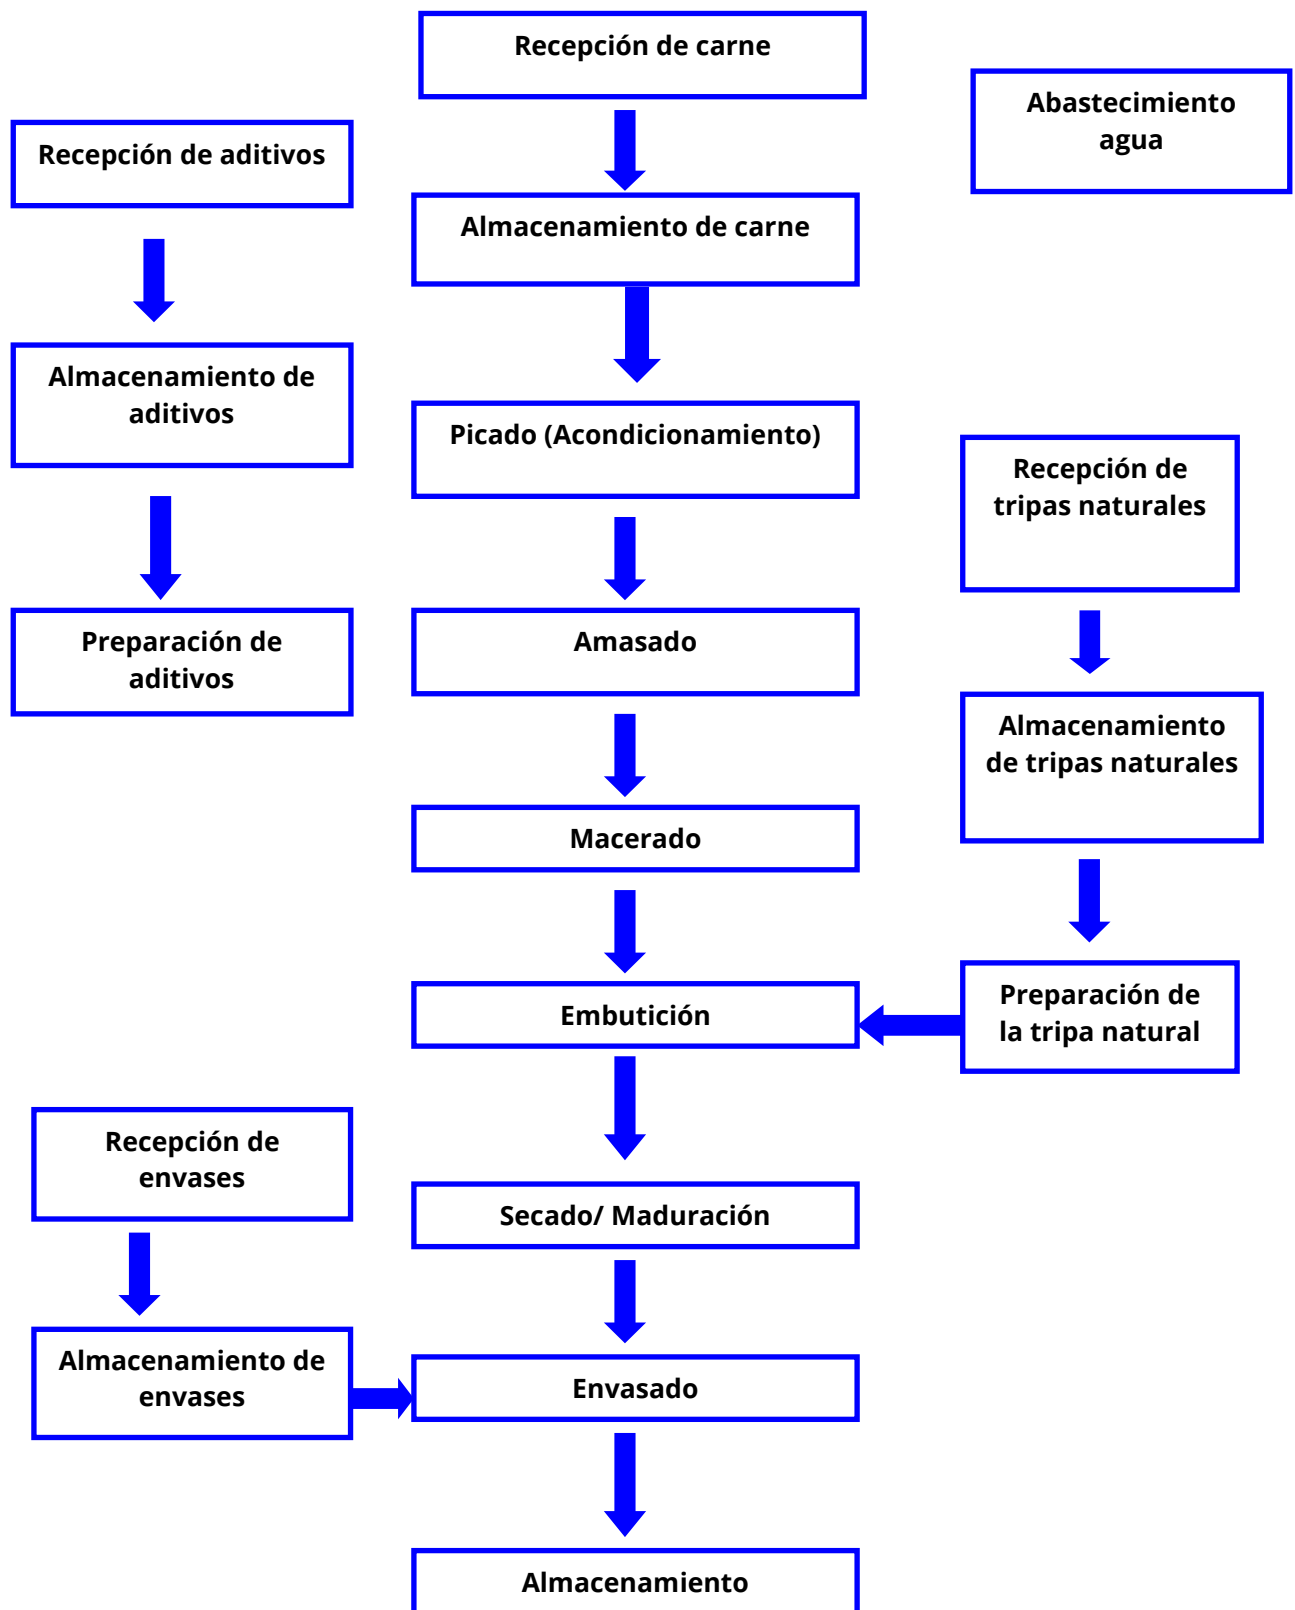 Recepción de carne
Abastecimiento
agua
Recepción de aditivos
Almacenamiento de carne
Almacenamiento de
aditivos
Picado (Acondicionamiento)
Recepción de
tripas naturales
Preparación de
aditivos
Amasado
Almacenamiento
de tripas naturales
Macerado
Embutición
Preparación de
la tripa natural
Recepción de
envases
Secado/ Maduración
Almacenamiento de
envases
Envasado
Almacenamiento